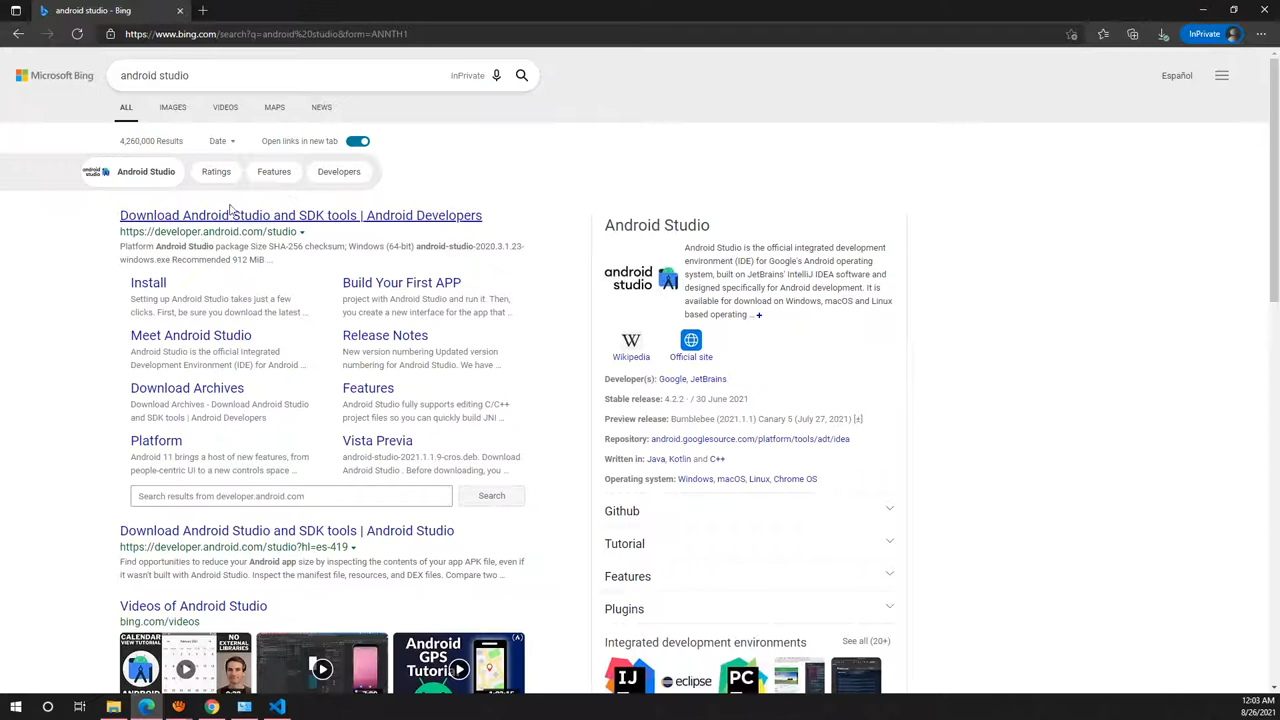 android studio - Bing
https://www.bing.com/search?q=android%20studio&form=ANNTH1
InPrivate
Microsoft Bing
android studio
InPrivate
Español
ALL
IMAGES
VIDEOS
MAPS
NEWS
4,260,000 Results
Date
Open links in new tab
android studio
Android Studio
Ratings
Features
Developers
Download Android Studio and SDK tools | Android Developers
https://developer.android.com/studio
Platform Android Studio package Size SHA-256 checksum; Windows (64-bit) android-studio-2020.3.1.23-
windows.exe Recommended 912 MiB ...
Install
Setting up Android Studio takes just a few
clicks. First, be sure you download the latest ...
Build Your First APP
project with Android Studio and run it. Then,
you create a new interface for the app that ...
Meet Android Studio
Android Studio is the official Integrated
Development Environment (IDE) for Android ...
Release Notes
New version numbering Updated version
numbering for Android Studio. We have ...
Download Archives
Download Archives - Download Android Studio
and SDK tools | Android Developers
Features
Android Studio fully supports editing C/C++
project files so you can quickly build JNI ...
Platform
Android 11 brings a host of new features, from
people-centric UI to a new controls space ...
Vista Previa
android-studio-2021.1.1.9-cros.deb. Download
Android Studio . Before downloading, you ...
Search results from developer.android.com
Search
Download Android Studio and SDK tools | Android Studio
https://developer.android.com/studio?hl=es-419
Find opportunities to reduce your Android app size by inspecting the contents of your app APK file, even if
it wasn't built with Android Studio. Inspect the manifest file, resources, and DEX files. Compare two ...
Videos of Android Studio
bing.com/videos
CALENDAR
VIEW TUTORIAL
NO
EXTERNAL
LIBRARIES
Android
GPS
Tutorial
Android Studio
android
studio
Android Studio is the official integrated development
environment (IDE) for Google's Android operating
system, built on JetBrains' IntelliJ IDEA software and
designed specifically for Android development. It is
available for download on Windows, macOS and Linux
based operating ... +
W
Wikipedia
Official site
Developer(s): Google, JetBrains
Stable release: 4.2.2 · / 30 June 2021
Preview release: Bumblebee (2021.1.1) Canary 5 (July 27, 2021) [±]
Repository: android.googlesource.com/platform/tools/adt/idea
Written in: Java, Kotlin and C++
Operating system: Windows, macOS, Linux, Chrome OS
Github
Tutorial
Features
Plugins
Integrated development environments
See all (20+)
IJ
eclipse
PC
12:03 AM
8/26/2021